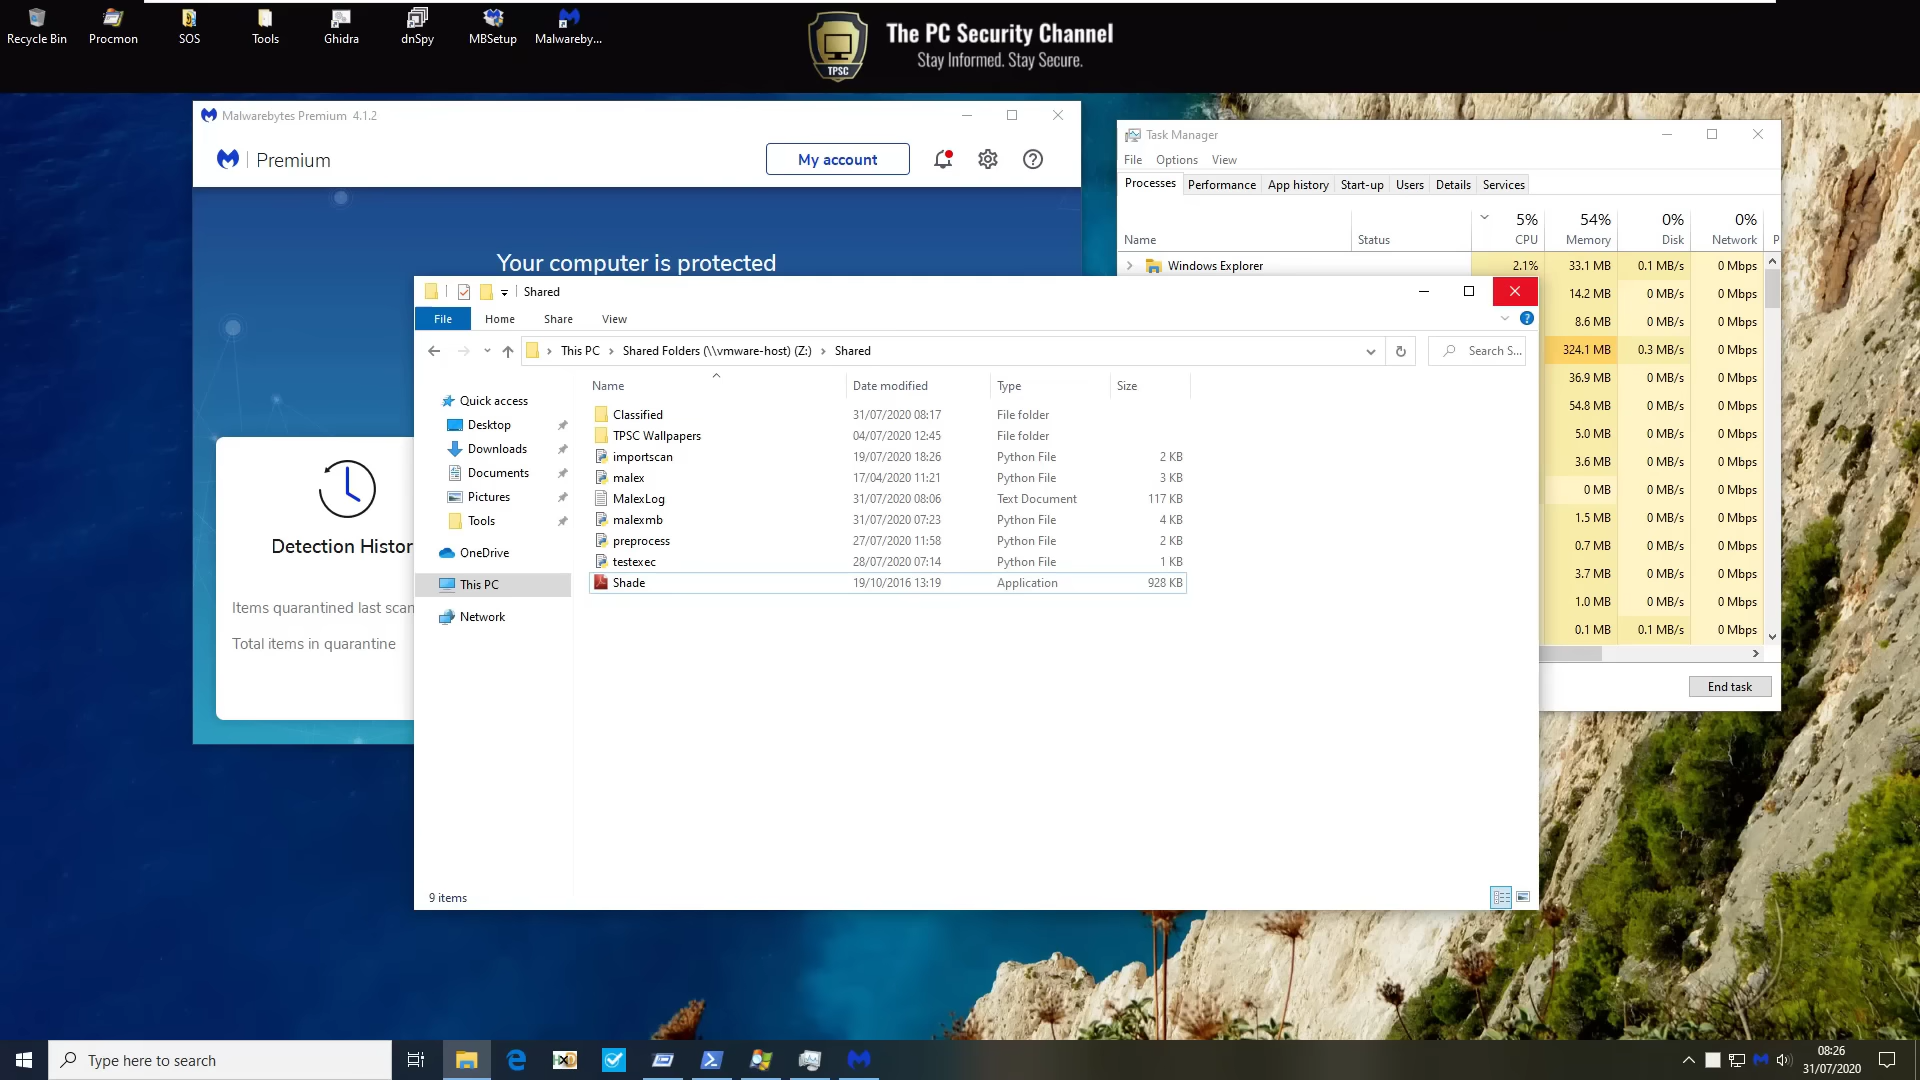 Recycle Bin
Procmon
SOS
Tools
Ghidra
dnSpy
MBSetup
Malwareby...
TPSC
The PC Security Channel
Stay Informed. Stay Secure.
Malwarebytes Premium 4.1.2
Premium
My account
Your computer is protected
Detection Histor
Items quarantined last scan
Total items in quarantine
Task Manager
File Options View
Processes Performance App history Start-up Users Details Services
5% 54% 0% 0%
Name Status CPU Memory Disk Network P
Windows Explorer 2.1% 33.1 MB 0.1 MB/s 0 Mbps
14.2 MB 0 MB/s 0 Mbps
8.6 MB 0 MB/s 0 Mbps
324.1 MB 0.3 MB/s 0 Mbps
36.9 MB 0 MB/s 0 Mbps
54.8 MB 0 MB/s 0 Mbps
5.0 MB 0 MB/s 0 Mbps
3.6 MB 0 MB/s 0 Mbps
0 MB 0 MB/s 0 Mbps
1.5 MB 0 MB/s 0 Mbps
0.7 MB 0 MB/s 0 Mbps
3.7 MB 0 MB/s 0 Mbps
1.0 MB 0 MB/s 0 Mbps
0.1 MB 0.1 MB/s 0 Mbps
End task
Shared
File Home Share View
This PC Shared Folders (\\vmware-host) (Z:) Shared
Search S...
Quick access
Desktop
Downloads
Documents
Pictures
Tools
OneDrive
This PC
Network
Name Date modified Type Size
Classified 31/07/2020 08:17 File folder
TPSC Wallpapers 04/07/2020 12:45 File folder
importscan 19/07/2020 18:26 Python File 2 KB
malex 17/04/2020 11:21 Python File 3 KB
MalexLog 31/07/2020 08:06 Text Document 117 KB
malexmb 31/07/2020 07:23 Python File 4 KB
preprocess 27/07/2020 11:58 Python File 2 KB
testexec 28/07/2020 07:14 Python File 1 KB
Shade 19/10/2016 13:19 Application 928 KB
9 items
Type here to search
08:26
31/07/2020